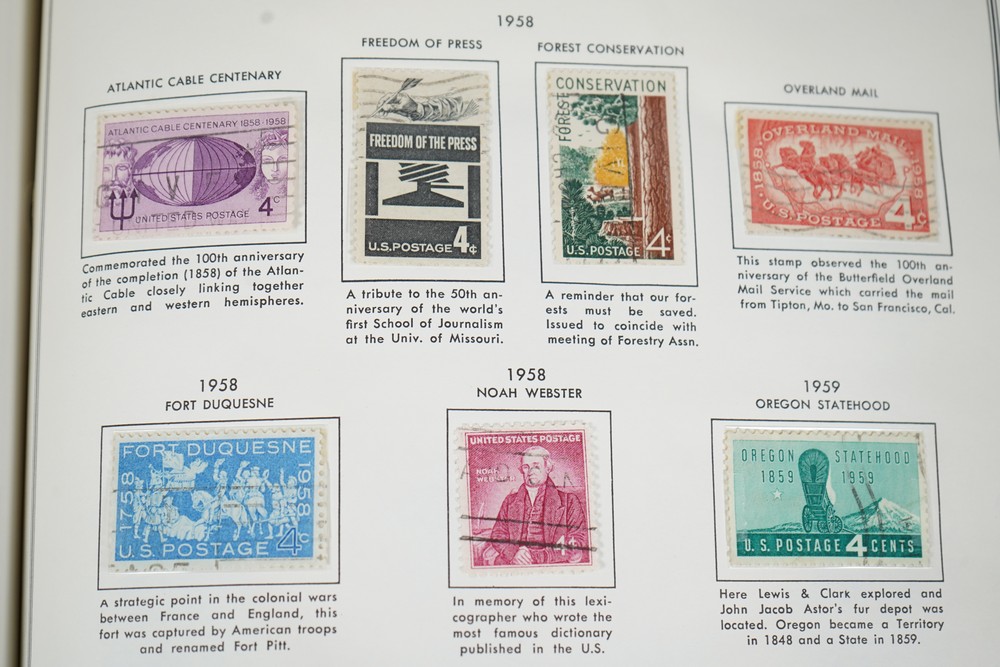 1958
ATLANTIC CABLE CENTENARY
ATLANTIC CABLE CENTENARY 1858-1958
UNITED STATES POSTAGE 4¢
Commemorated the 100th anniversary
of the completion (1858) of the Atlan-
tic Cable closely linking together
eastern and western hemispheres.
FREEDOM OF PRESS
FREEDOM OF THE PRESS
U.S. POSTAGE 4¢
A tribute to the 50th an-
niversary of the world's
first School of Journalism
at the Univ. of Missouri.
FOREST CONSERVATION
CONSERVATION
FOREST
U.S. POSTAGE 4¢
A reminder that our for-
ests must be saved.
Issued to coincide with
meeting of Forestry Assn.
OVERLAND MAIL
1858 · OVERLAND MAIL · 1958
U.S. POSTAGE 4¢
This stamp observed the 100th an-
niversary of the Butterfield Overland
Mail Service which carried the mail
from Tipton, Mo. to San Francisco, Cal.
1958
FORT DUQUESNE
FORT DUQUESNE
1758
1958
U.S. POSTAGE 4¢
A strategic point in the colonial wars
between France and England, this
fort was captured by American troops
and renamed Fort Pitt.
1958
NOAH WEBSTER
UNITED STATES POSTAGE
NOAH
WEBSTER
4¢
In memory of this lexi-
cographer who wrote the
most famous dictionary
published in the U.S.
1959
OREGON STATEHOOD
OREGON STATEHOOD
1859 1959
U.S. POSTAGE 4 CENTS
Here Lewis & Clark explored and
John Jacob Astor's fur depot was
located. Oregon became a Territory
in 1848 and a State in 1859.